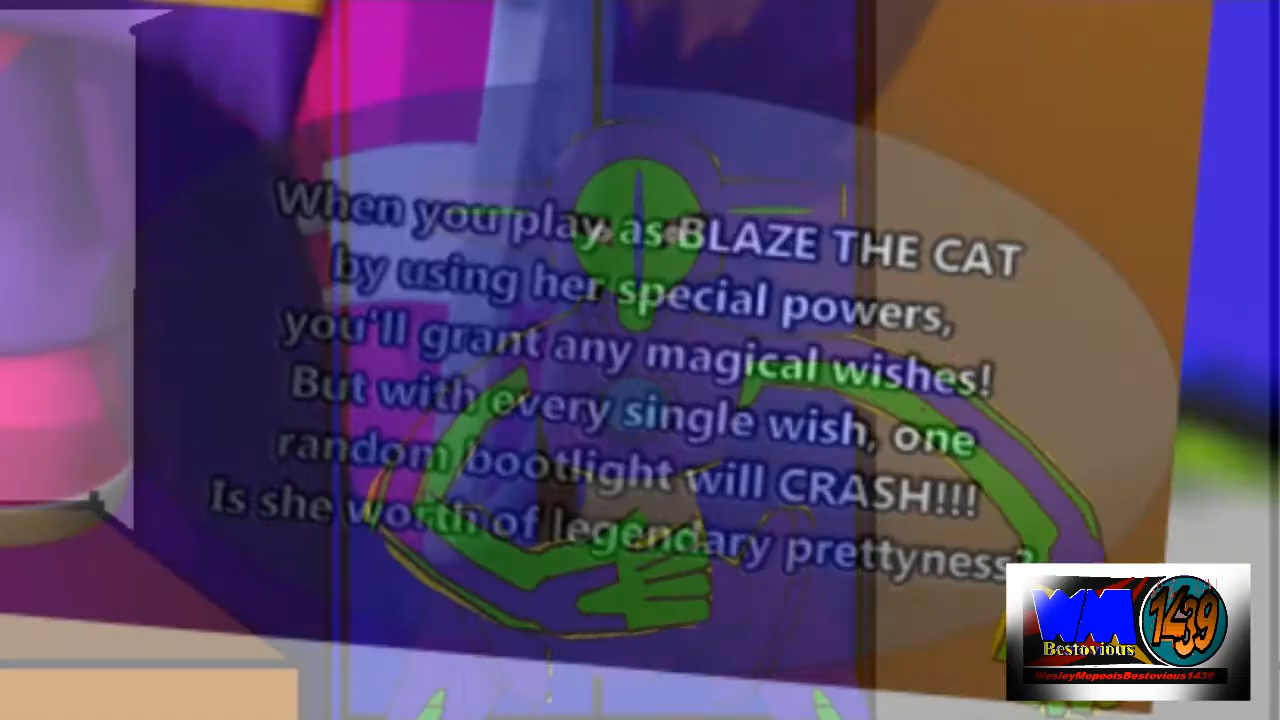 When you play as BLAZE THE CAT
by using her special powers,
you'll grant any magical wishes!
But with every single wish, one
random bootlight will CRASH!!!
Is she worth of legendary prettyness?
WM 1439
Bestovious
WesleyMopeoisBestovious1439